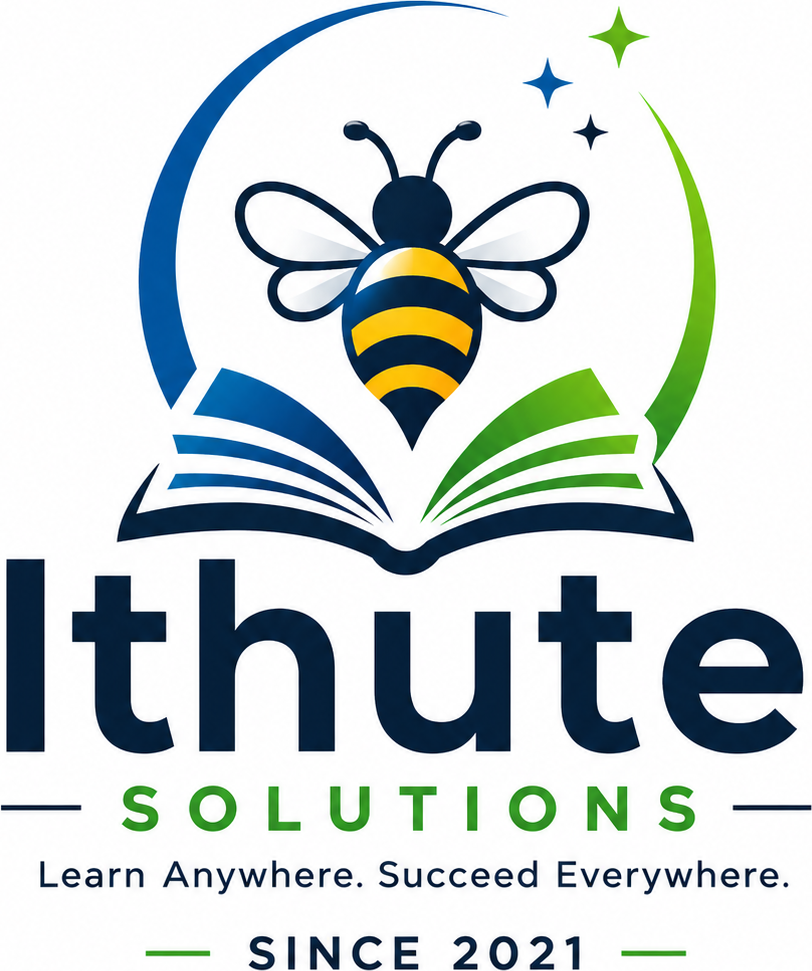 Ithute
SOLUTIONS
Learn Anywhere. Succeed Everywhere.
SINCE 2021